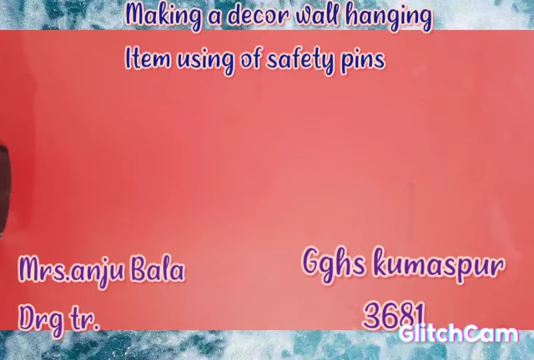 Making a decor wall hanging
Item using of safety pins
Mrs.anju Bala
Gghs kumaspur
Drg tr.
3681
GlitchCam